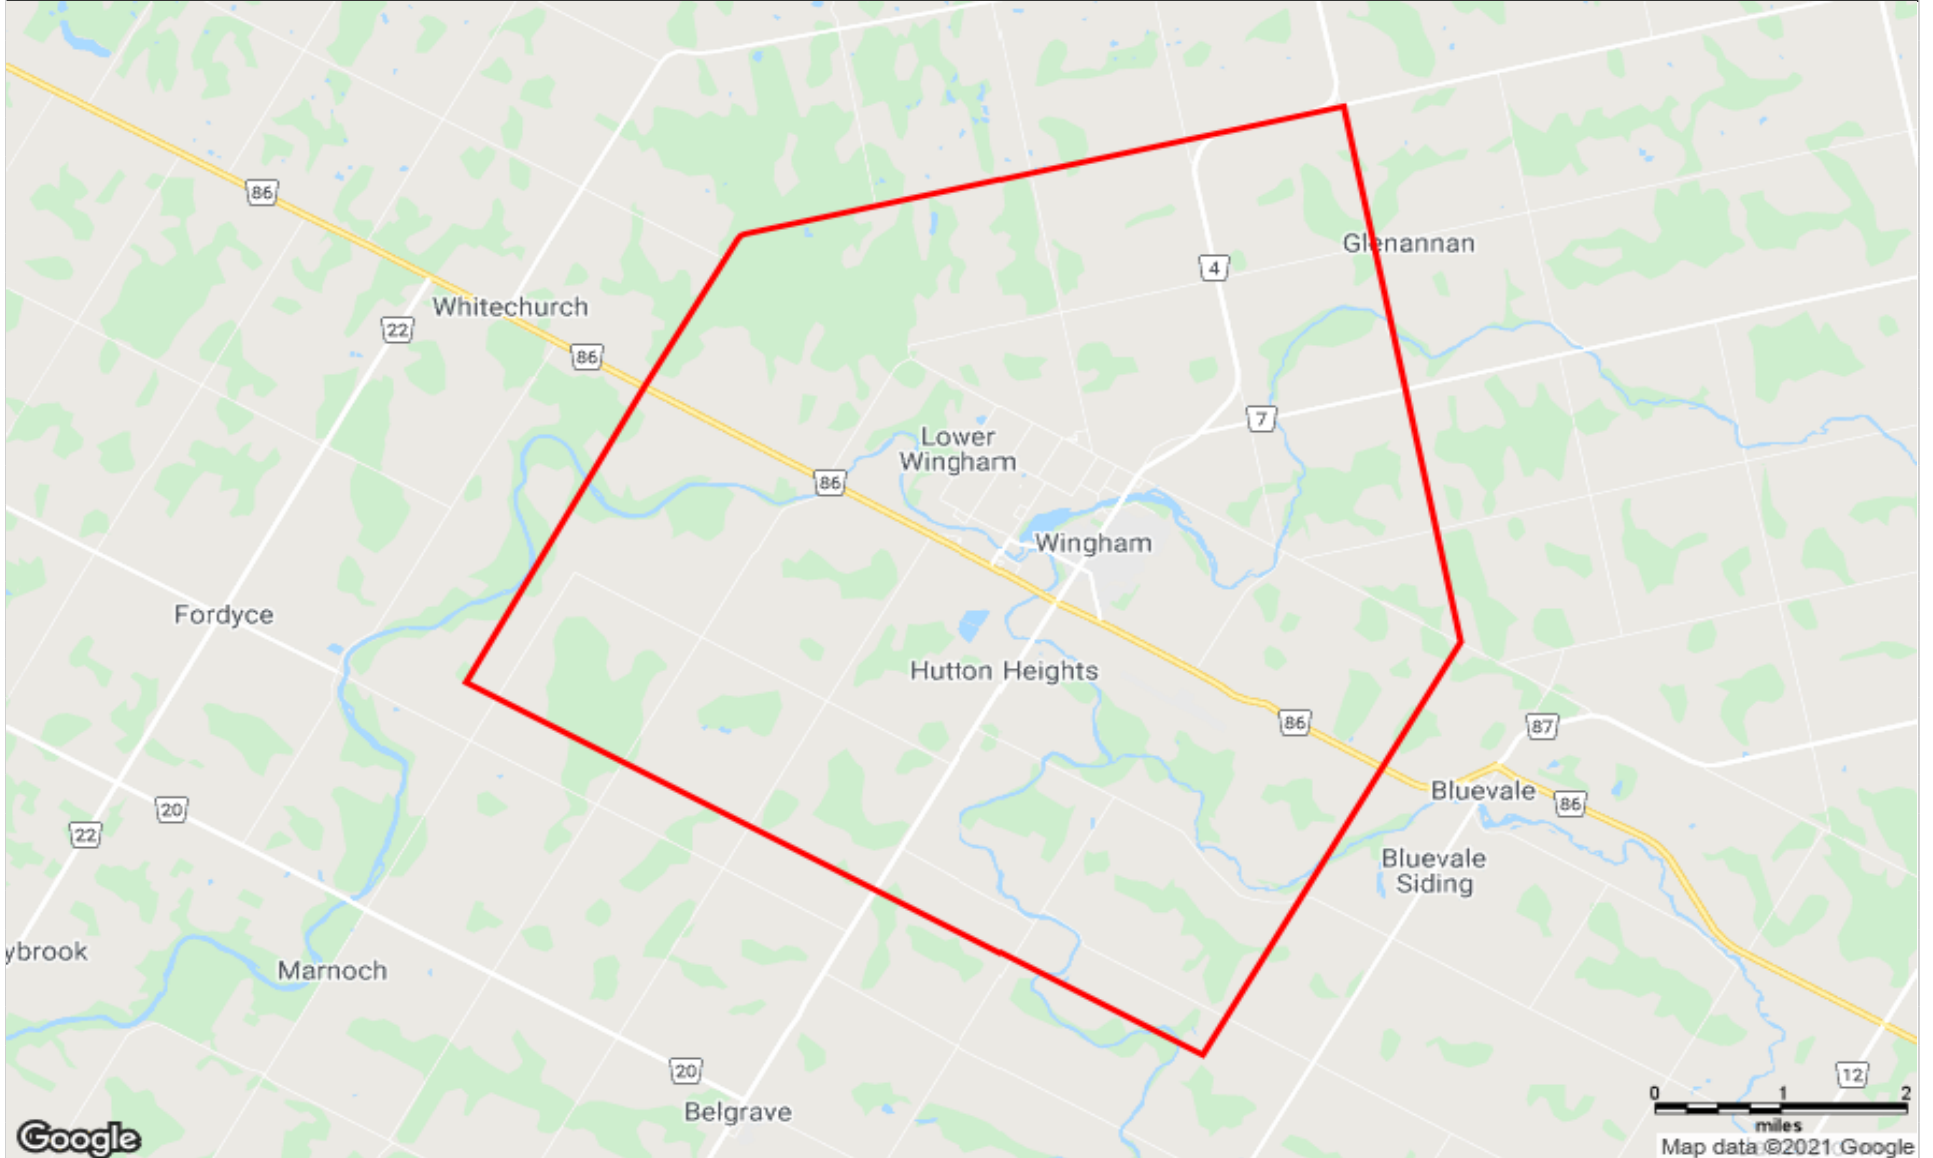 86
4
Glenannan
Whitechurch
22
86
7
Lower
Wingham
86
Wingham
Fordyce
Hutton Heights
86
87
Bluevale
86
20
22
Bluevale
Siding
ybrook
Marnoch
20
12
Belgrave
0 1 2
miles
Google
Map data ©2021 Google